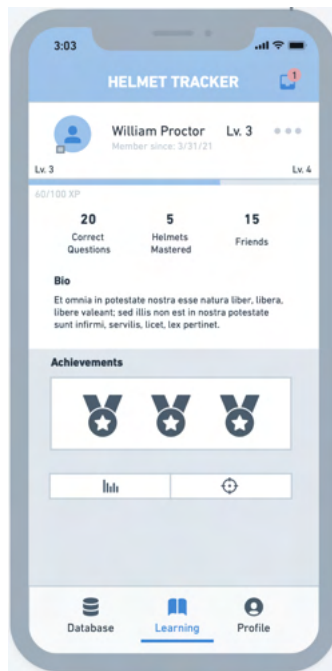 3:03
HELMET TRACKER
1
William Proctor Lv. 3
Member since: 3/31/21
Lv. 3 Lv. 4
60/100 XP
20 5 15
Correct Questions Helmets Mastered Friends
Bio
Et omnia in potestate nostra esse natura liber, libera,
libere valeant; sed illis non est in nostra potestate
sunt infirmi, servilis, licet, lex pertinet.
Achievements
Database Learning Profile